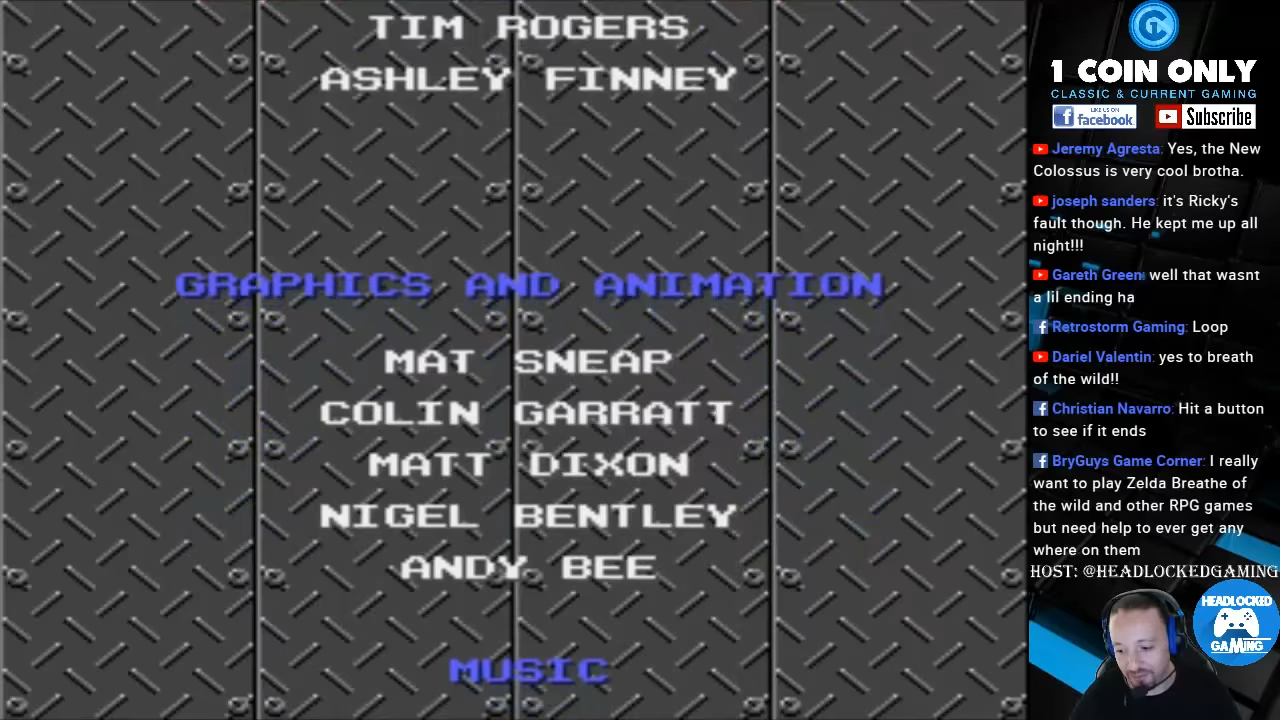 TIM ROGERS
ASHLEY FINNEY
GRAPHICS AND ANIMATION
MAT SNEAP
COLIN GARRATT
MATT DIXON
NIGEL BENTLEY
ANDY BEE
MUSIC
1 COIN ONLY
CLASSIC & CURRENT GAMING
LIKE US ON
facebook
Subscribe
Jeremy Agresta: Yes, the New
Colossus is very cool brotha.
joseph sanders: it's Ricky's
fault though. He kept me up all
night!!!
Gareth Green: well that wasnt
a lil ending ha
Retrostorm Gaming: Loop
Dariel Valentin: yes to breath
of the wild!!
Christian Navarro: Hit a button
to see if it ends
BryGuys Game Corner: I really
want to play Zelda Breathe of
the wild and other RPG games
but need help to ever get any
where on them
HOST: @HEADLOCKEDGAMING
HEADLOCKED
GAMING